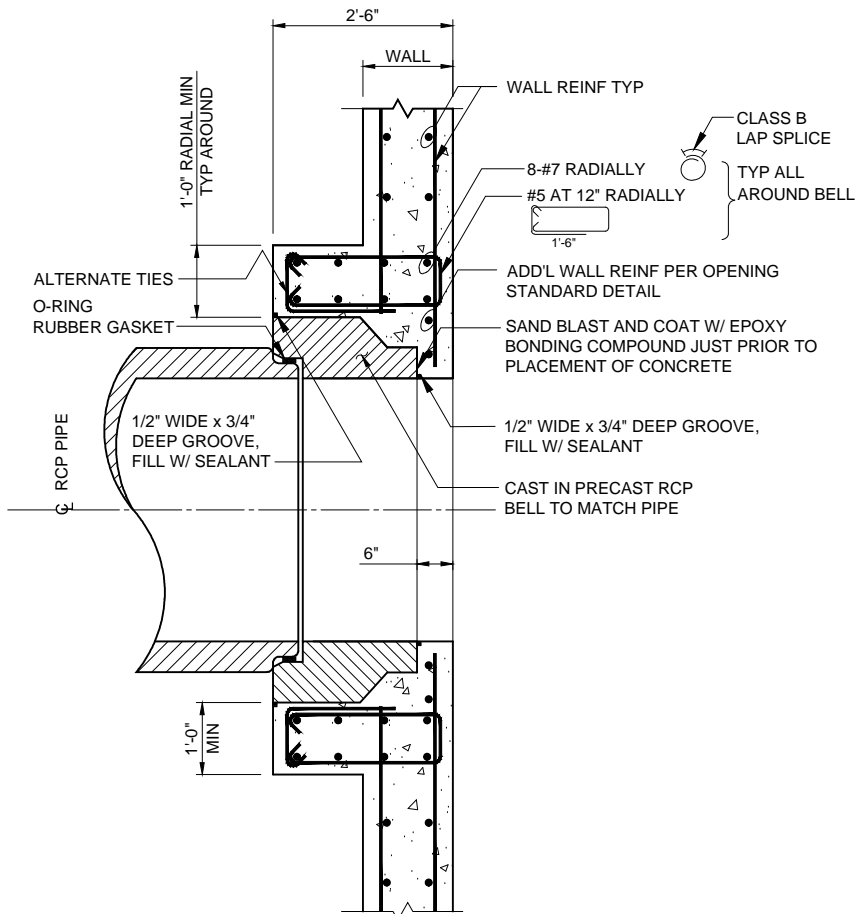 2'-6"
WALL
WALL REINF TYP
CLASS B
LAP SPLICE
1'-0" RADIAL MIN
TYP AROUND
8-#7 RADIALLY
#5 AT 12" RADIALLY
1'-6"
TYP ALL
AROUND BELL
ALTERNATE TIES
O-RING
RUBBER GASKET
ADD'L WALL REINF PER OPENING
STANDARD DETAIL
SAND BLAST AND COAT W/ EPOXY
BONDING COMPOUND JUST PRIOR TO
PLACEMENT OF CONCRETE
1/2" WIDE x 3/4"
DEEP GROOVE,
FILL W/ SEALANT
1/2" WIDE x 3/4" DEEP GROOVE,
FILL W/ SEALANT
CL RCP PIPE
CAST IN PRECAST RCP
BELL TO MATCH PIPE
6"
1'-0"
MIN